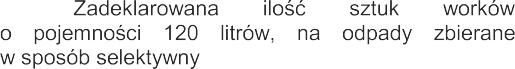 Zadeklarowana ilość sztuk worków
o pojemności 120 litrów, na odpady zbierane
w sposób selektywny